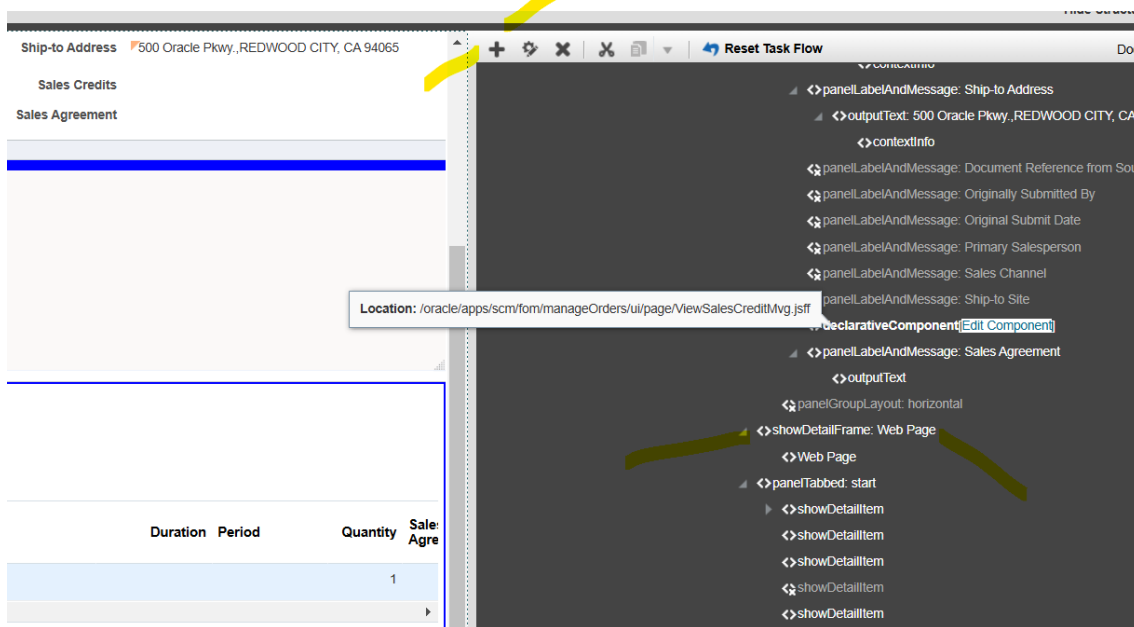 Ship-to Address 500 Oracle Pkwy.,REDWOOD CITY, CA 94065
Sales Credits
Sales Agreement
Duration Period Quantity
1
Reset Task Flow
contextInfo
<>panelLabelAndMessage: Ship-to Address
<>outputText: 500 Oracle Pkwy.,REDWOOD CITY, CA
<>contextInfo
panelLabelAndMessage: Document Reference from
panelLabelAndMessage: Originally Submitted By
panelLabelAndMessage: Original Submit Date
panelLabelAndMessage: Primary Salesperson
panelLabelAndMessage: Sales Channel
panelLabelAndMessage: Ship-to Site
Location: /oracle/apps/scm/fom/manageOrders/ui/page/ViewSalesCreditMvg.jsff
declarativeComponent[Edit Component]
<>panelLabelAndMessage: Sales Agreement
<>outputText
panelGroupLayout: horizontal
<>showDetailFrame: Web Page
<>Web Page
<>panelTabbed: start
<>showDetailItem
<>showDetailItem
<>showDetailItem
showDetailItem
<>showDetailItem